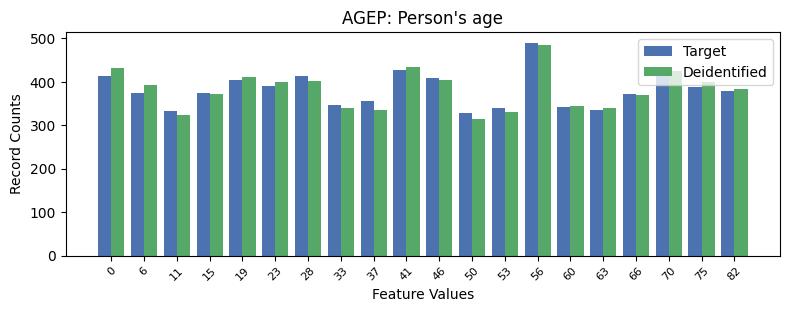 AGEP: Person's age
Target
Deidentified
Record Counts
500
400
300
200
100
0
0 6 11 15 19 23 28 33 37 41 46 50 53 56 60 63 66 70 75 82
Feature Values